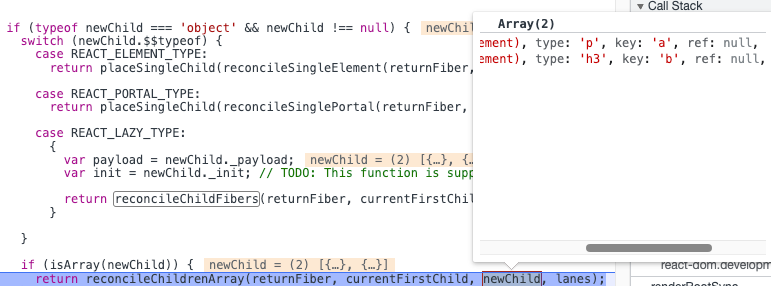 if (typeof newChild === 'object' && newChild !== null) { newChil
switch (newChild.$$typeof) {
case REACT_ELEMENT_TYPE:
return placeSingleChild(reconcileSingleElement(returnFiber,
case REACT_PORTAL_TYPE:
return placeSingleChild(reconcileSinglePortal(returnFiber,
case REACT_LAZY_TYPE:
{
var payload = newChild._payload; newChild = (2) [{…}, {…
var init = newChild._init; // TODO: This function is supp
return reconcileChildFibers(returnFiber, currentFirstChil
}
}
if (isArray(newChild)) { newChild = (2) [{…}, {…}]
return reconcileChildrenArray(returnFiber, currentFirstChild, newChild, lanes);
Array(2)
ement), type: 'p', key: 'a', ref: null,
ement), type: 'h3', key: 'b', ref: null,
▼ Call Stack
react-dom.developm
renderRootSync